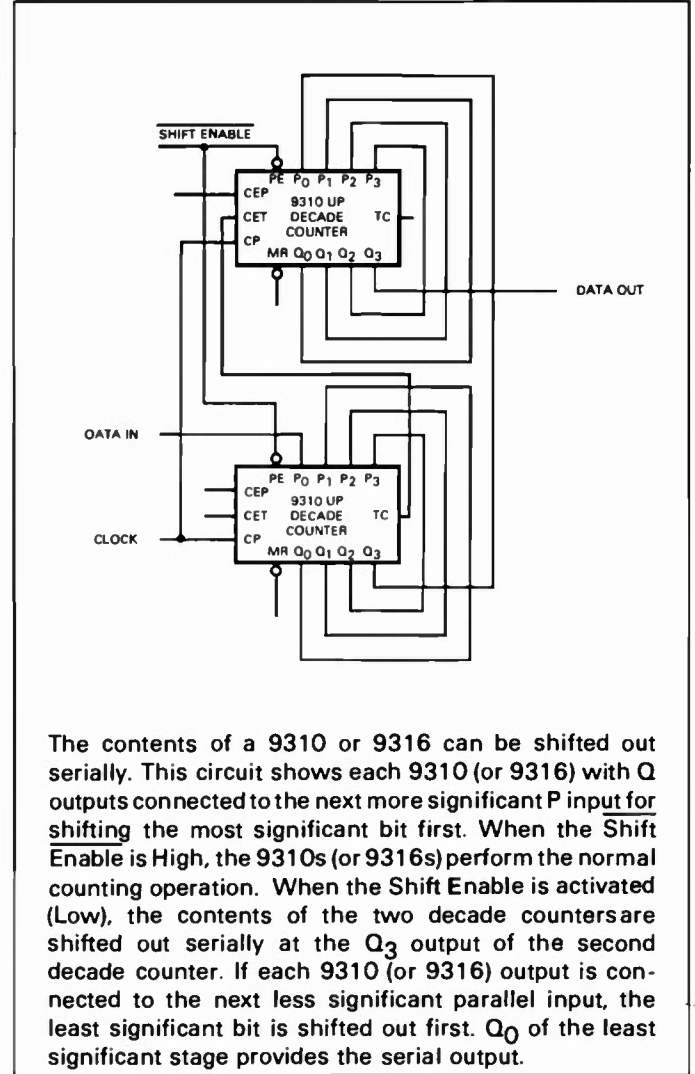 SHIFT ENABLE
PE P0 P1 P2 P3
CEP
9310 UP
CET DECADE TC
COUNTER
CP
MR Q0 Q1 Q2 Q3
DATA OUT
OATA IN
PE P0 P1 P2 P3
CEP
9310 UP
CET DECADE TC
COUNTER
CLOCK CP
MR Q0 Q1 Q2 Q3
The contents of a 9310 or 9316 can be shifted out
serially. This circuit shows each 9310 (or 9316) with Q
outputs connected to the next more significant P input for
shifting the most significant bit first. When the Shift
Enable is High, the 9310s (or 9316s) perform the normal
counting operation. When the Shift Enable is activated
(Low), the contents of the two decade counters are
shifted out serially at the Q3 output of the second
decade counter. If each 9310 (or 9316) output is con-
nected to the next less significant parallel input, the
least significant bit is shifted out first. Q0 of the least
significant stage provides the serial output.